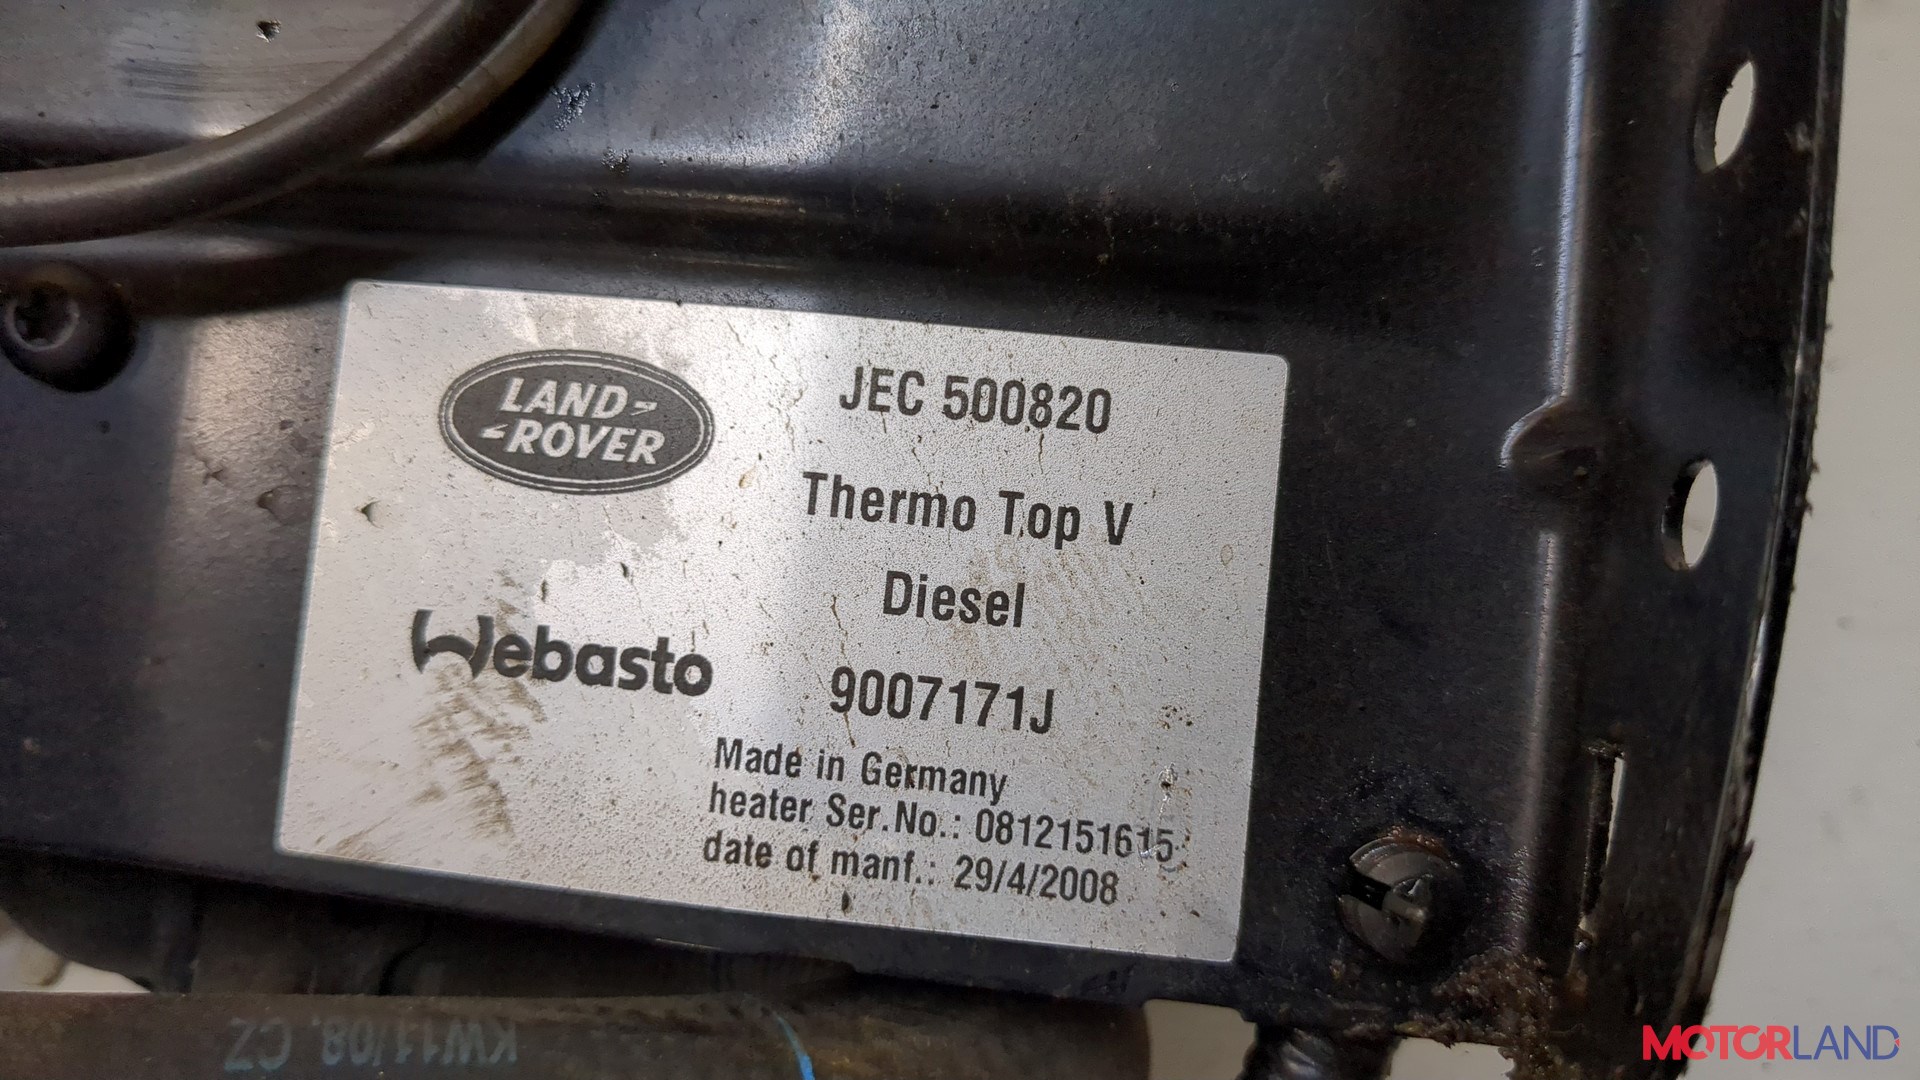 LAND-
-ROVER
JEC 500820
Thermo Top V
Diesel
Webasto
9007171J
Made in Germany
heater Ser.No.: 0812151615
date of manf.: 29/4/2008
KW11/08. CZ
MOTORLAND